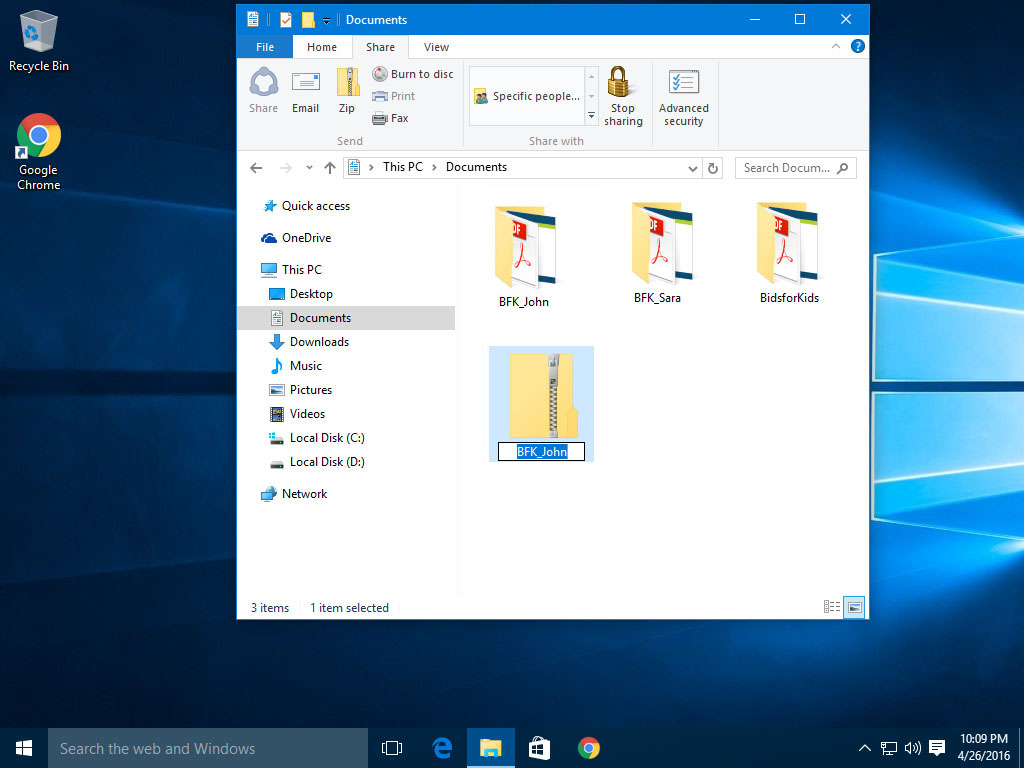 Recycle Bin
Google
Chrome
Documents
File
Home
Share
View
Share
Email
Zip
Burn to disc
Print
Fax
Send
Specific people...
Stop
sharing
Share with
Advanced
security
This PC
Documents
Search Docum...
Quick access
OneDrive
This PC
Desktop
Documents
Downloads
Music
Pictures
Videos
Local Disk (C:)
Local Disk (D:)
Network
BFK_John
BFK_Sara
BidsforKids
BFK_John
3 items
1 item selected
Search the web and Windows
10:09 PM
4/26/2016